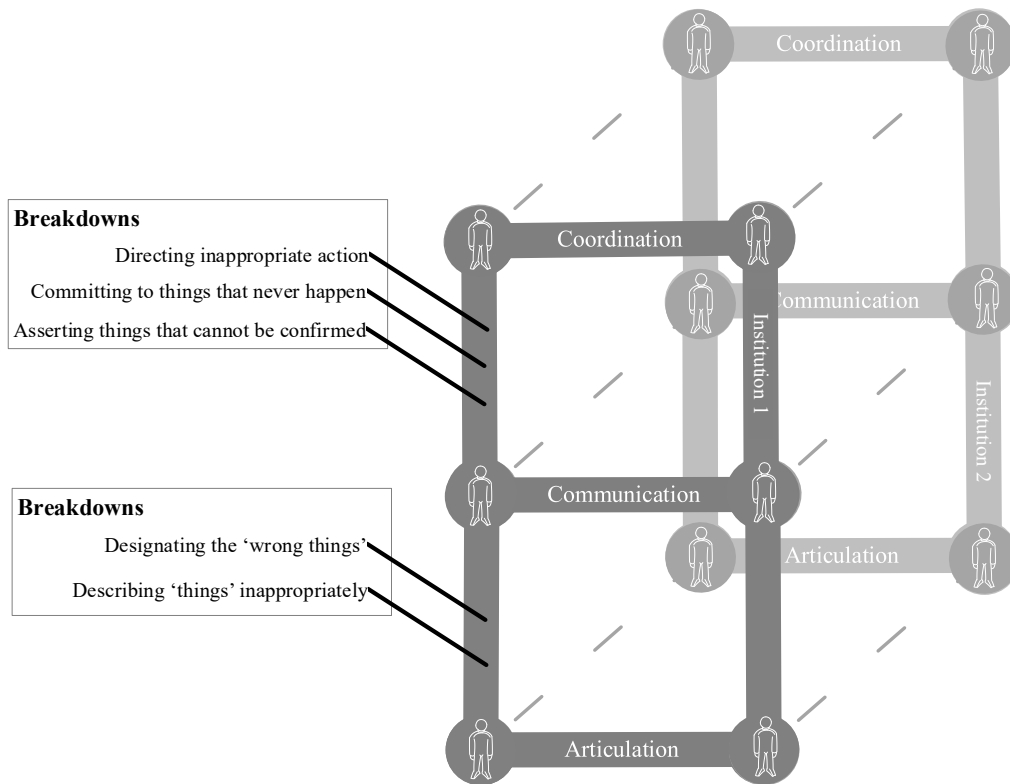 Coordination
Breakdowns
Directing inappropriate action
Committing to things that never happen
Asserting things that cannot be confirmed
Coordination
Institution 1
Communication
Institution 2
Breakdowns
Designating the ‘wrong things’
Describing ‘things’ inappropriately
Communication
Articulation
Articulation